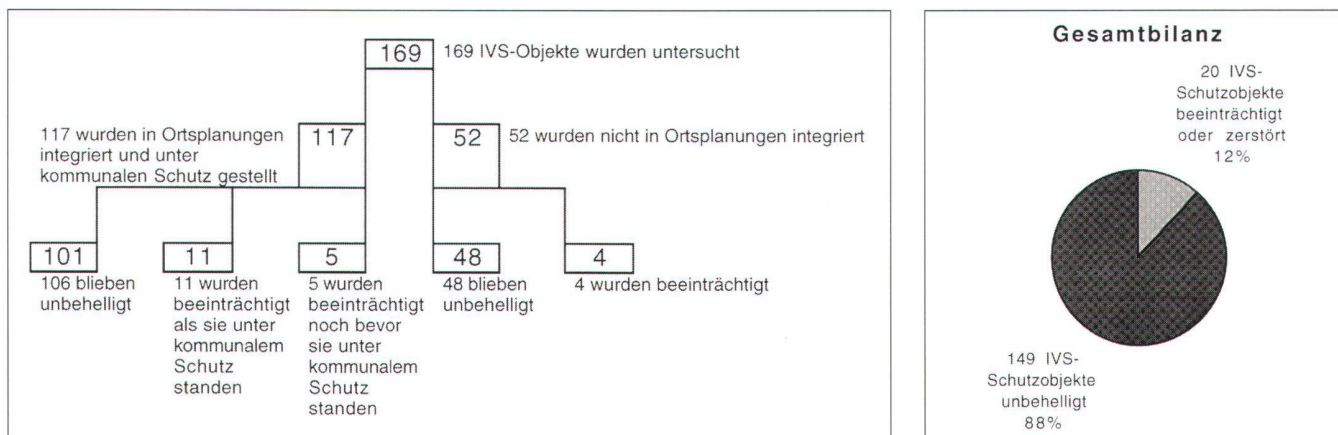 169
169 IVS-Objekte wurden untersucht
117 wurden in Ortsplanungen
integriert und unter
kommunalen Schutz gestellt
117
52
52 wurden nicht in Ortsplanungen integriert
101
106 blieben
unbehelligt
11
11 wurden
beeinträchtigt
als sie unter
kommunalem
Schutz
standen
5
5 wurden
beeinträchtigt
noch bevor
sie unter
kommunalem
Schutz
standen
48
48 blieben
unbehelligt
4
4 wurden beeinträchtigt
Gesamtbilanz
20 IVS-
Schutzobjekte
beeinträchtigt
oder zerstört
12%
149 IVS-
Schutzobjekte
unbehelligt
88%